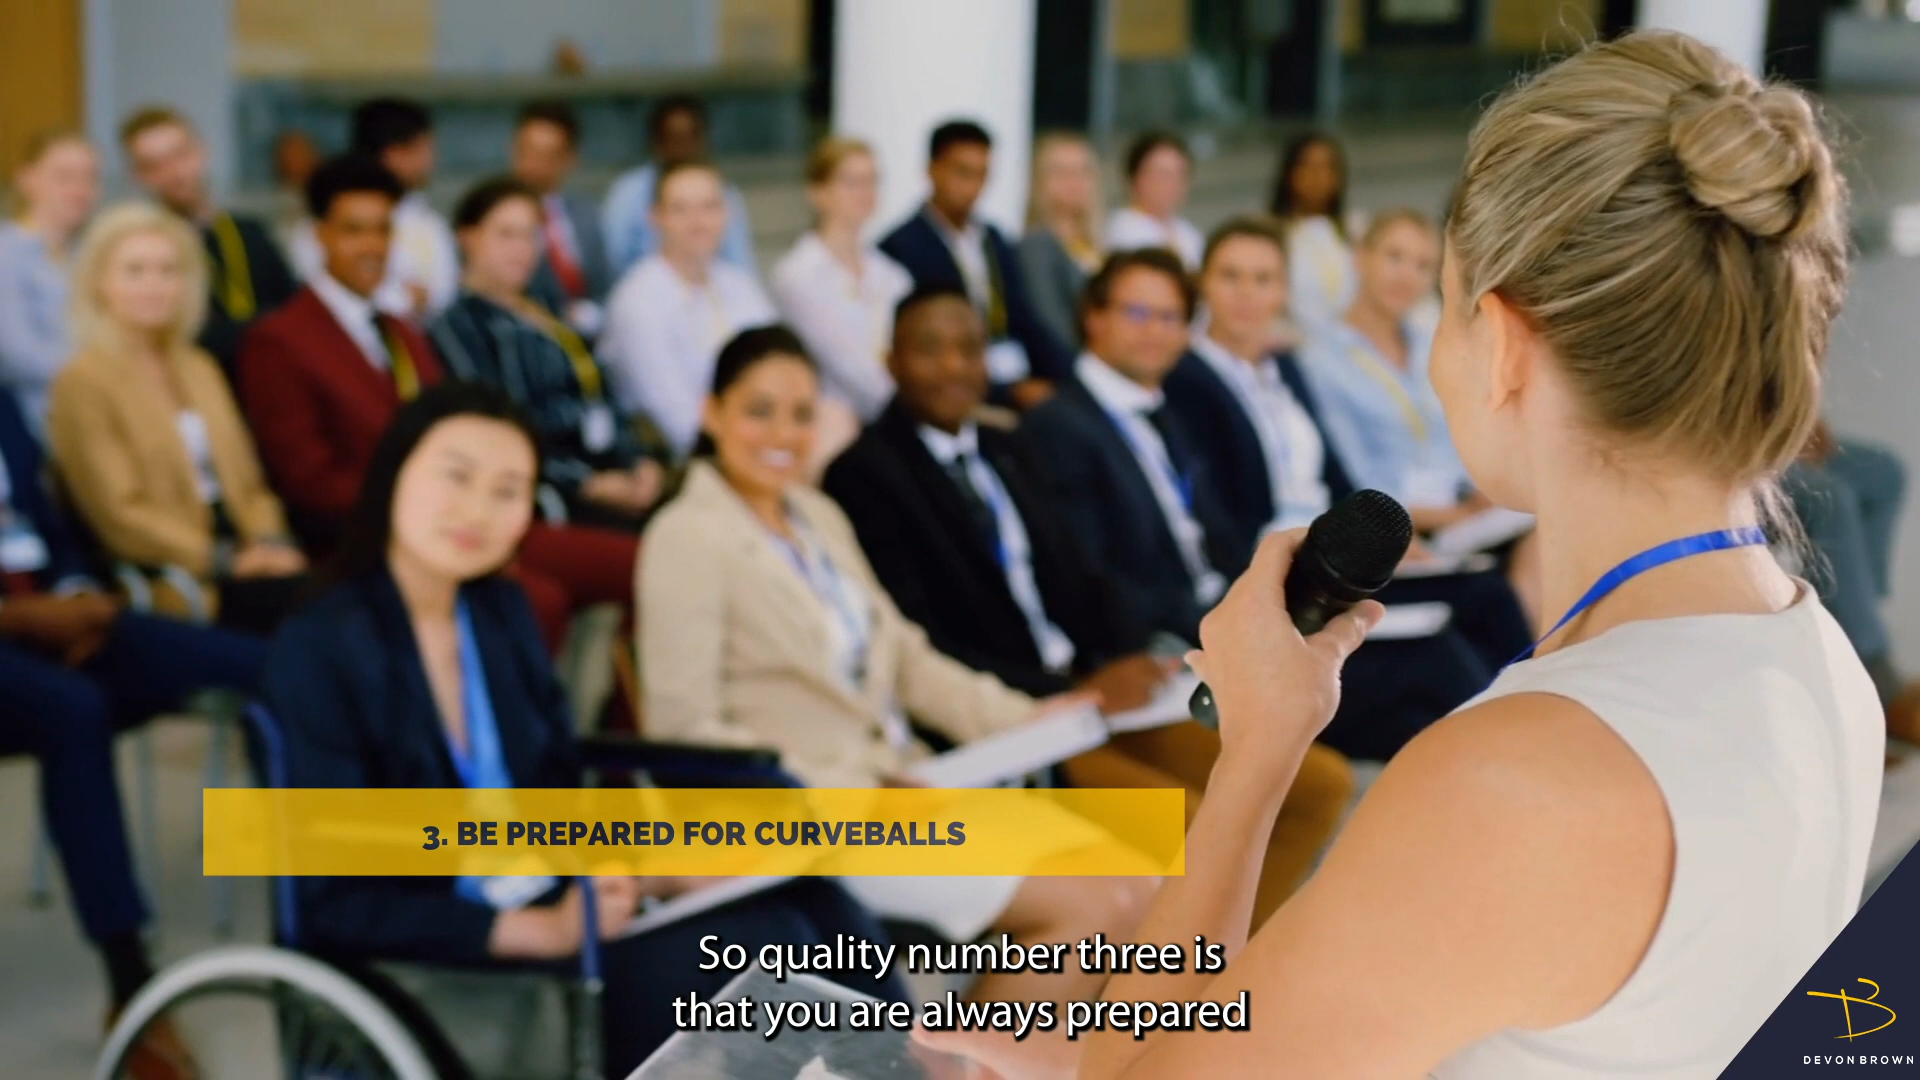 3. BE PREPARED FOR CURVEBALLS
So quality number three is
that you are always prepared
DEVON BROWN